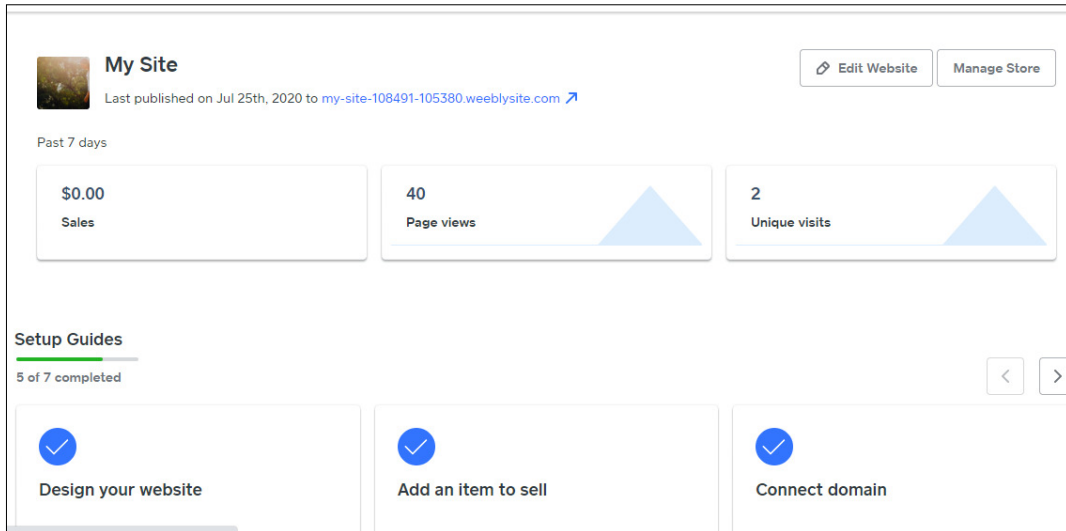 My Site
Edit Website
Manage Store
Last published on Jul 25th, 2020 to my-site-108491-105380.weeblysite.com
Past 7 days
$0.00
Sales
40
Page views
2
Unique visits
Setup Guides
5 of 7 completed
Design your website
Add an item to sell
Connect domain